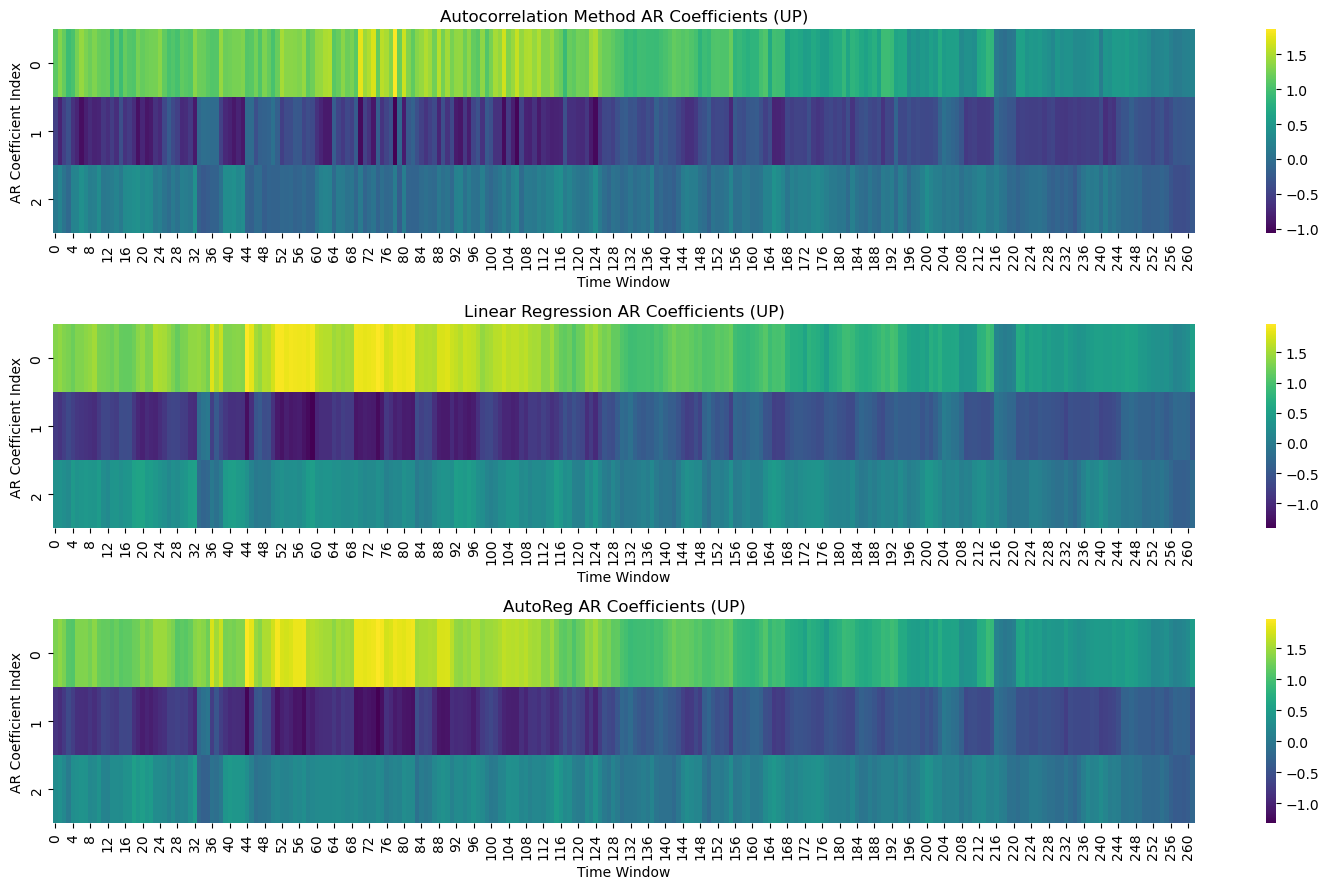 Autocorrelation Method AR Coefficients (UP)
AR Coefficient Index
0
1
2
0 4 8 12 16 20 24 28 32 36 40 44 48 52 56 60 64 68 72 76 80 84 88 92 96 100 104 108 112 116 120 124 128 132 136 140 144 148 152 156 160 164 168 172 176 180 184 188 192 196 200 204 208 212 216 220 224 228 232 236 240 244 248 252 256 260
Time Window
1.5
1.0
0.5
0.0
−0.5
−1.0
Linear Regression AR Coefficients (UP)
AR Coefficient Index
0
1
2
0 4 8 12 16 20 24 28 32 36 40 44 48 52 56 60 64 68 72 76 80 84 88 92 96 100 104 108 112 116 120 124 128 132 136 140 144 148 152 156 160 164 168 172 176 180 184 188 192 196 200 204 208 212 216 220 224 228 232 236 240 244 248 252 256 260
Time Window
1.5
1.0
0.5
0.0
−0.5
−1.0
AutoReg AR Coefficients (UP)
AR Coefficient Index
0
1
2
0 4 8 12 16 20 24 28 32 36 40 44 48 52 56 60 64 68 72 76 80 84 88 92 96 100 104 108 112 116 120 124 128 132 136 140 144 148 152 156 160 164 168 172 176 180 184 188 192 196 200 204 208 212 216 220 224 228 232 236 240 244 248 252 256 260
Time Window
1.5
1.0
0.5
0.0
−0.5
−1.0